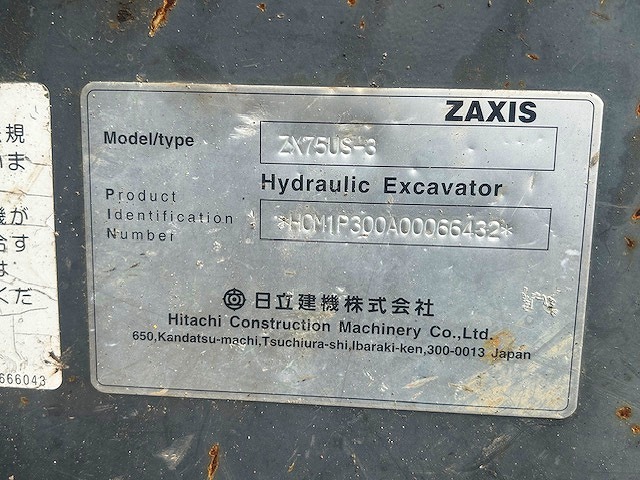 規
いま
機が
合す
は
くだ
666043
ZAXIS
Model/type ZX75US-3
Hydraulic Excavator
Product
Identification
Number
*HCM1P300A00066432*
日立建機株式会社
Hitachi Construction Machinery Co.,Ltd.
650,Kandatsu-machi,Tsuchiura-shi,Ibaraki-ken,300-0013 Japan